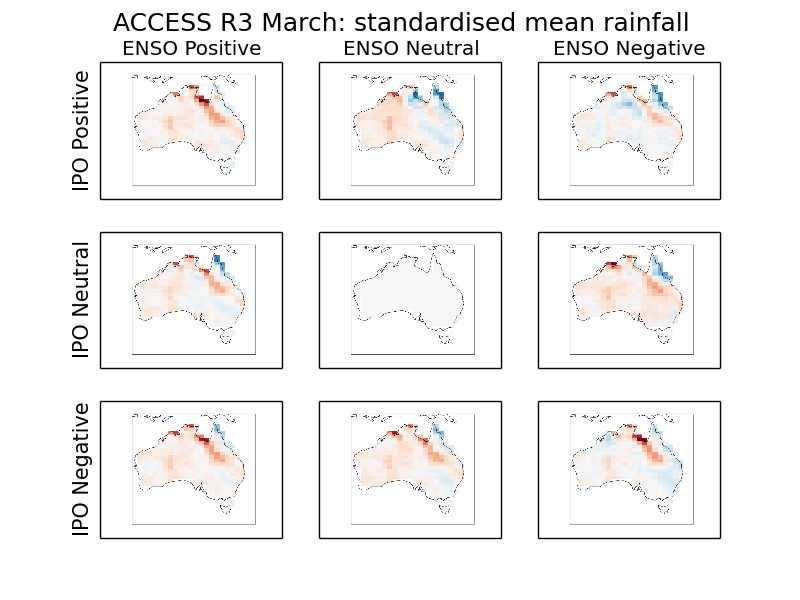 ACCESS R3 March: standardised mean rainfall
ENSO Positive
ENSO Neutral
ENSO Negative
IPO Positive
IPO Neutral
IPO Negative